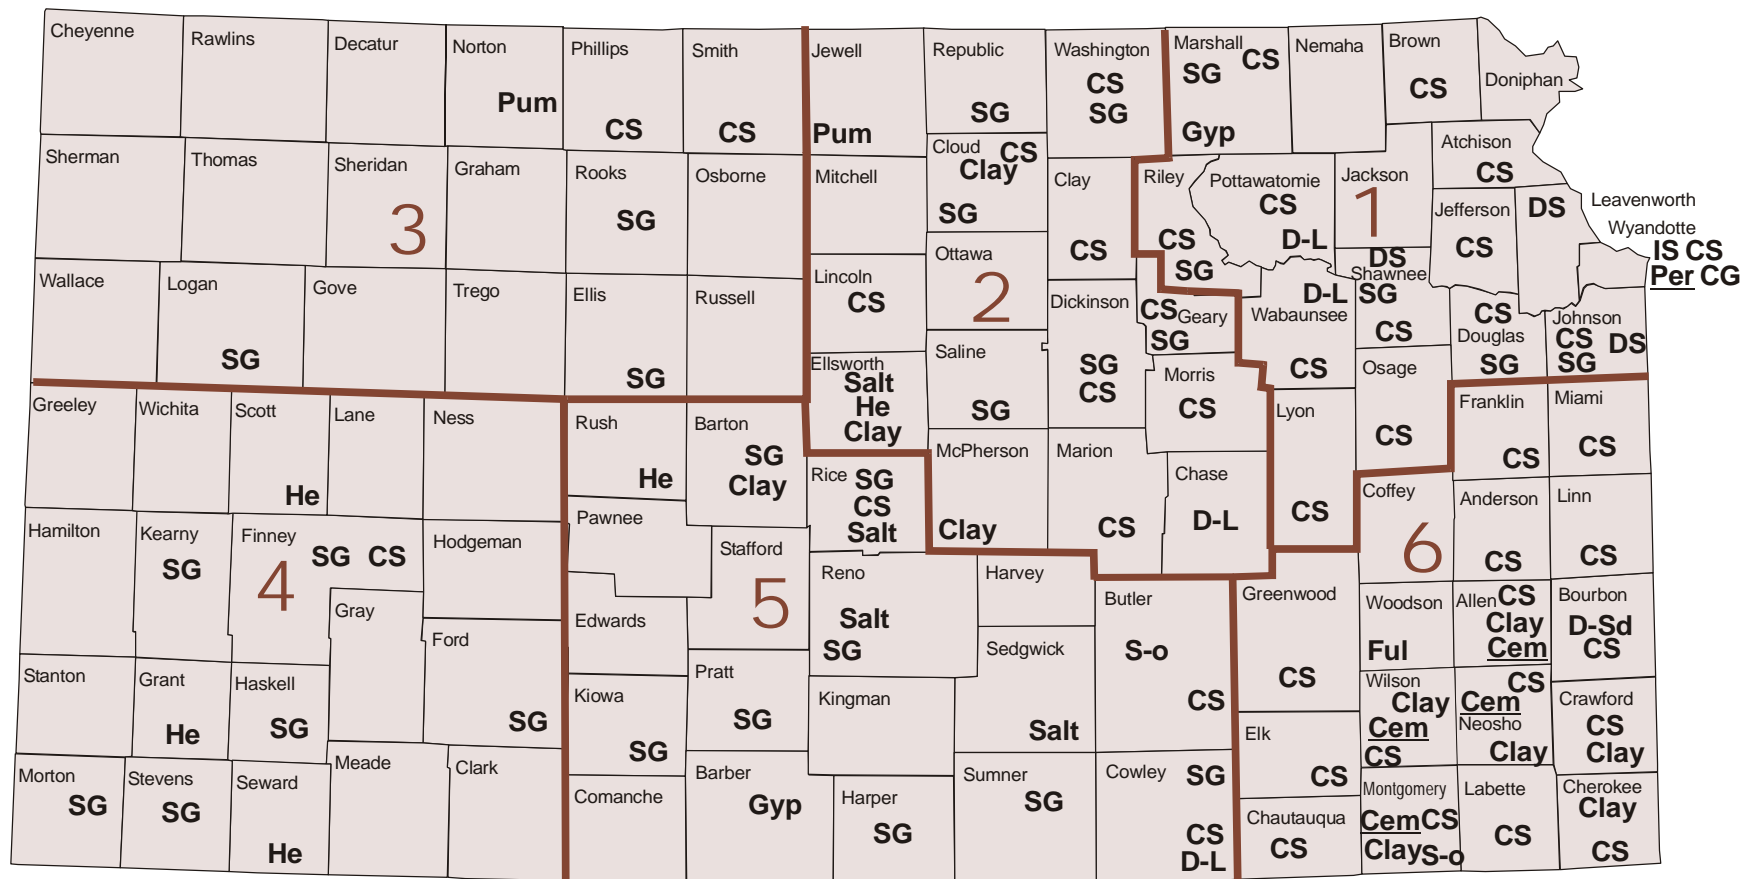 Cheyenne
Rawlins
Decatur
Norton
Pum
Phillips
CS
Smith
CS
Jewell
Pum
Republic
SG
Washington
CS
SG
Marshall
CS
SG
Gyp
Nemaha
Brown
CS
Doniphan
Sherman
Thomas
Sheridan
3
Graham
Rooks
SG
Osborne
Mitchell
Cloud
CS
Clay
SG
Clay
CS
Riley
CS
SG
Pottawatomie
CS
D-L
Jackson
1
DS
Atchison
CS
Jefferson
CS
DS
Leavenworth
Wyandotte
IS CS
Per CG
Wallace
Logan
SG
Gove
Trego
Ellis
SG
Russell
Lincoln
CS
Ottawa
2
Dickinson
SG
CS
CS
Geary
SG
D-L
Wabaunsee
CS
Shawnee
SG
CS
CS
Douglas
SG
Johnson
CS
DS
SG
Ellsworth
Salt
He
Clay
Saline
SG
Morris
CS
Osage
CS
Lyon
CS
Franklin
CS
Miami
CS
Greeley
Wichita
Scott
He
Lane
Ness
Rush
He
Barton
SG
Clay
Rice
SG
CS
Salt
McPherson
Clay
Marion
CS
Chase
D-L
Coffey
6
Anderson
CS
Linn
CS
Hamilton
Kearny
SG
Finney
SG CS
4
Hodgeman
Pawnee
Stafford
5
Reno
Salt
SG
Harvey
Butler
S-o
CS
Greenwood
CS
Woodson
Ful
Allen
CS
Clay
Cem
Bourbon
D-Sd
CS
Gray
Ford
SG
Edwards
Sedgwick
Salt
Stanton
Grant
He
Haskell
SG
Kiowa
SG
Pratt
SG
Kingman
Elk
CS
Wilson
Clay
Cem
CS
CS
Cem
Neosho
Clay
Crawford
CS
Clay
Morton
SG
Stevens
SG
Seward
He
Meade
Clark
Comanche
Barber
Gyp
Harper
SG
Sumner
SG
Cowley
SG
CS
D-L
Chautauqua
CS
Montgomery
Cem
CS
Clay
S-o
Labette
CS
Cherokee
Clay
CS